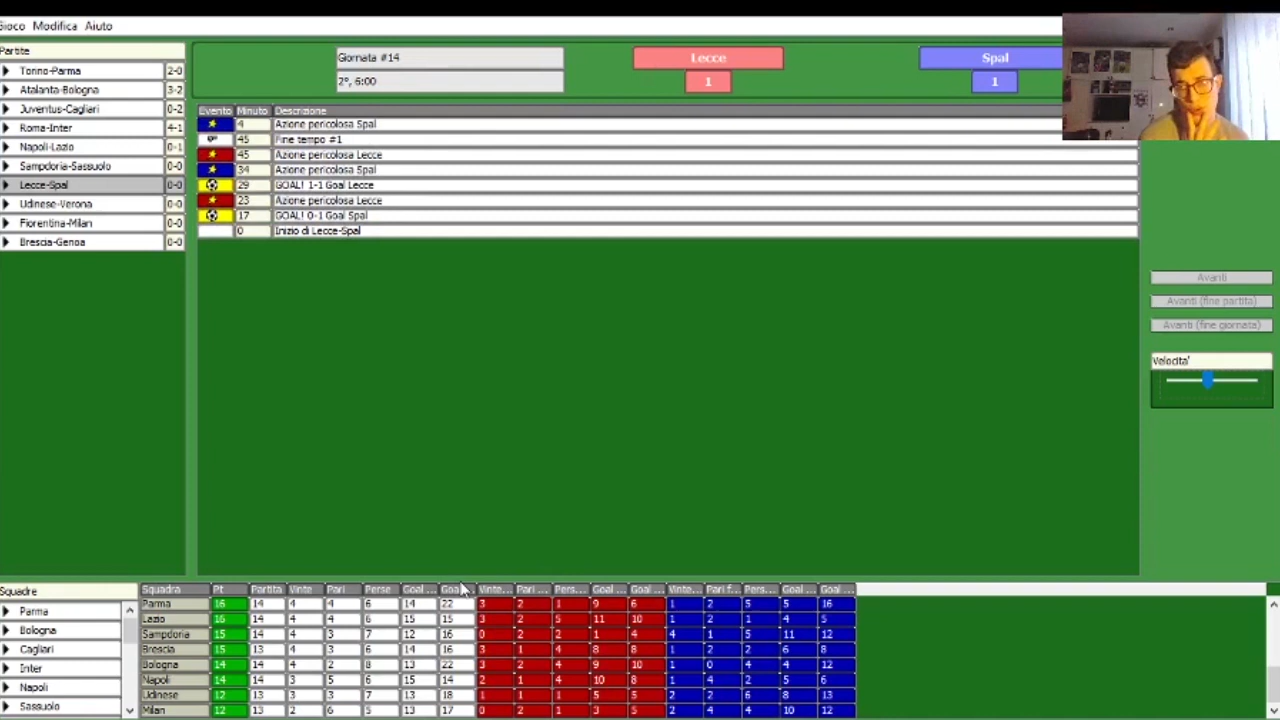 Gioco Modifica Aiuto
Partite
Torino-Parma 2-0
Atalanta-Bologna 3-2
Juventus-Cagliari 0-2
Roma-Inter 4-1
Napoli-Lazio 0-1
Sampdoria-Sassuolo 0-0
Lecce-Spal 0-0
Udinese-Verona 0-0
Fiorentina-Milan 0-0
Brescia-Genoa 0-0
Giornata #14
2°, 6:00
Lecce
1
Spal
1
Evento Minuto Descrizione
4 Azione pericolosa Spal
45 Fine tempo #1
45 Azione pericolosa Lecce
34 Azione pericolosa Spal
29 GOAL! 1-1 Goal Lecce
23 Azione pericolosa Lecce
17 GOAL! 0-1 Goal Spal
0 Inizio di Lecce-Spal
Avanti
Avanti (fine partita)
Avanti (fine giornata)
Velocita'
Squadre
Parma
Bologna
Cagliari
Inter
Napoli
Sassuolo
Squadra Pt Partite Vinte Pari Perse Goal ... Goal Vinte... Pari ... Pers... Goal ... Goal ... Vinte... Pari f... Pers... Goal ... Goal ...
Parma 16 14 4 4 6 14 22 3 2 1 9 6 1 2 5 5 16
Lazio 16 14 4 4 6 15 15 3 2 5 11 10 1 2 1 4 5
Sampdoria 15 14 4 3 7 12 16 0 2 2 1 4 4 1 5 11 12
Brescia 15 13 4 3 6 14 16 3 1 4 8 8 1 2 2 6 8
Bologna 14 14 4 2 8 13 22 3 2 4 9 10 1 0 4 4 12
Napoli 14 14 3 5 6 15 14 2 1 4 10 8 1 4 2 5 6
Udinese 12 13 3 3 7 13 18 1 1 1 5 5 2 2 6 8 13
Milan 12 13 2 6 5 13 17 0 2 1 3 5 2 4 4 10 12